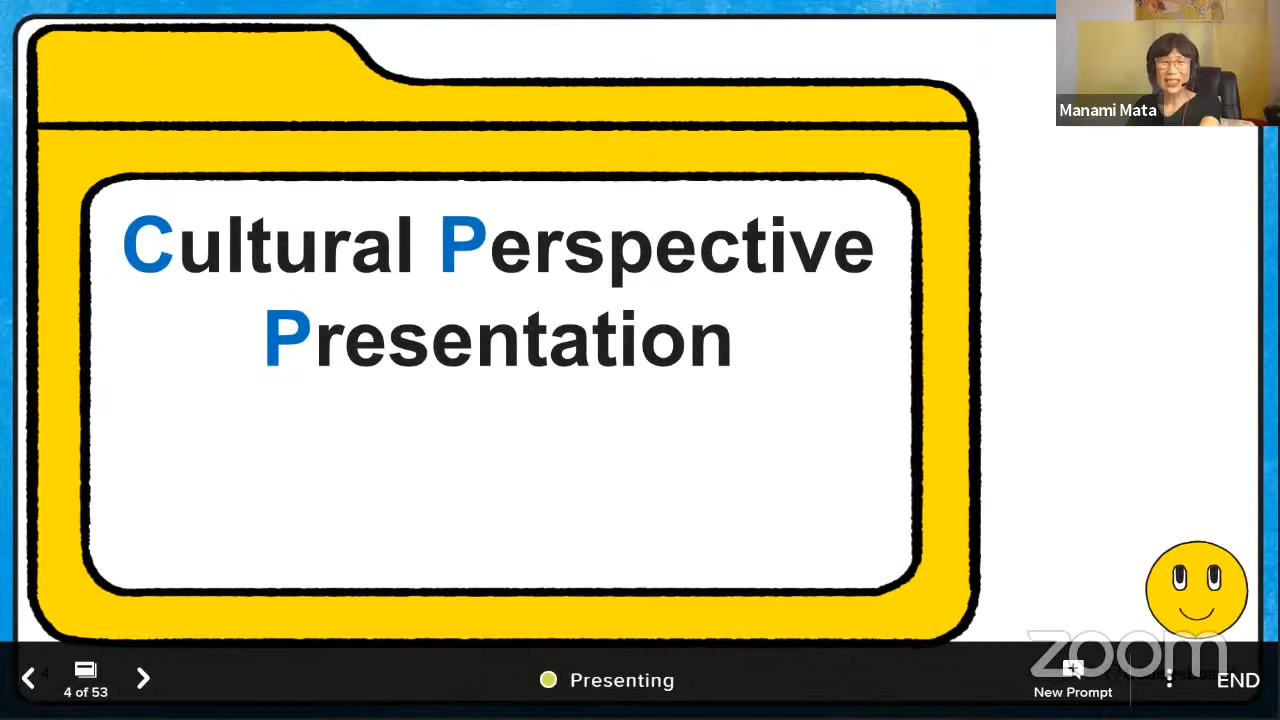 Manami Mata
Cultural Perspective
Presentation
zoom
4 of 53
Presenting
New Prompt
END